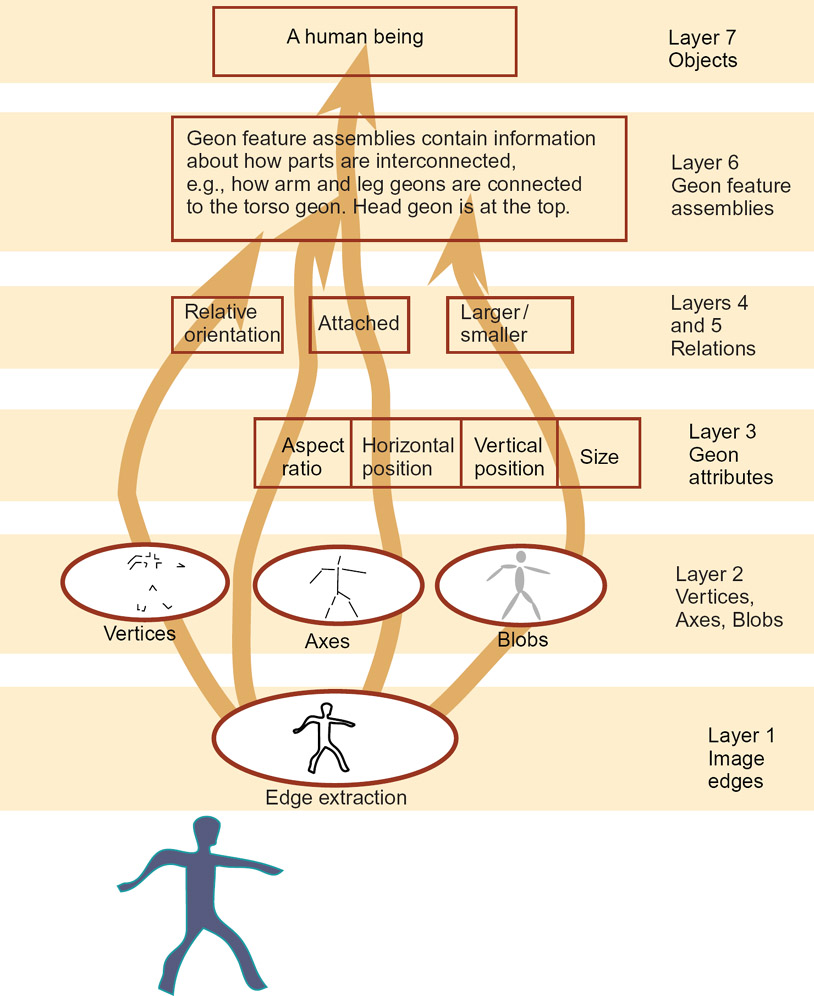 A human being
Layer 7
Objects
Geon feature assemblies contain information
about how parts are interconnected,
e.g., how arm and leg geons are connected
to the torso geon. Head geon is at the top.
Layer 6
Geon feature
assemblies
Relative
orientation
Attached
Larger/
smaller
Layers 4
and 5
Relations
Aspect
ratio
Horizontal
position
Vertical
position
Size
Layer 3
Geon
attributes
Vertices
Axes
Blobs
Layer 2
Vertices,
Axes, Blobs
Edge extraction
Layer 1
Image
edges